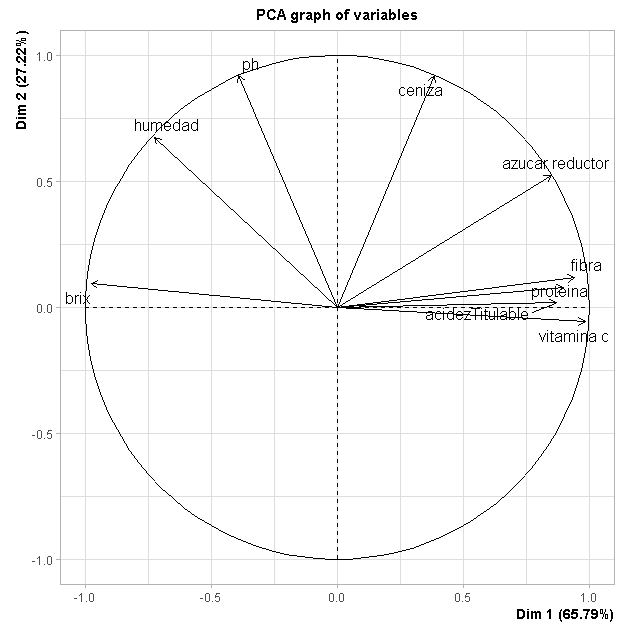 PCA graph of variables
Dim 2 (27.22%)
1.0
0.5
0.0
-0.5
-1.0
ph
ceniza
humedad
azucar reductor
fibra
proteina
brix
acidezTitulable
vitamina c
-1.0
-0.5
0.0
0.5
1.0
Dim 1 (65.79%)